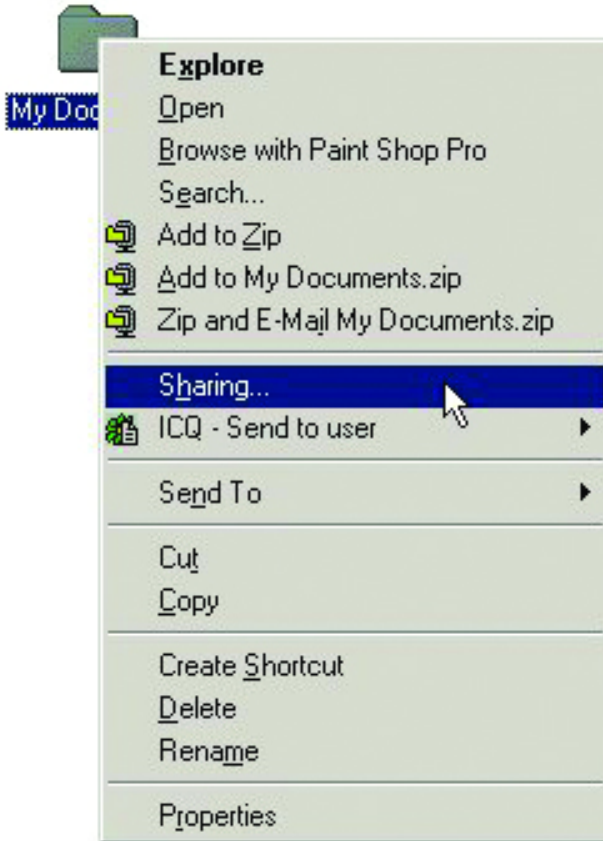 My Doc
Explore
Open
Browse with Paint Shop Pro
Search...
Add to Zip
Add to My Documents.zip
Zip and E-Mail My Documents.zip
Sharing...
ICQ - Send to user
Send To
Cut
Copy
Create Shortcut
Delete
Rename
Properties